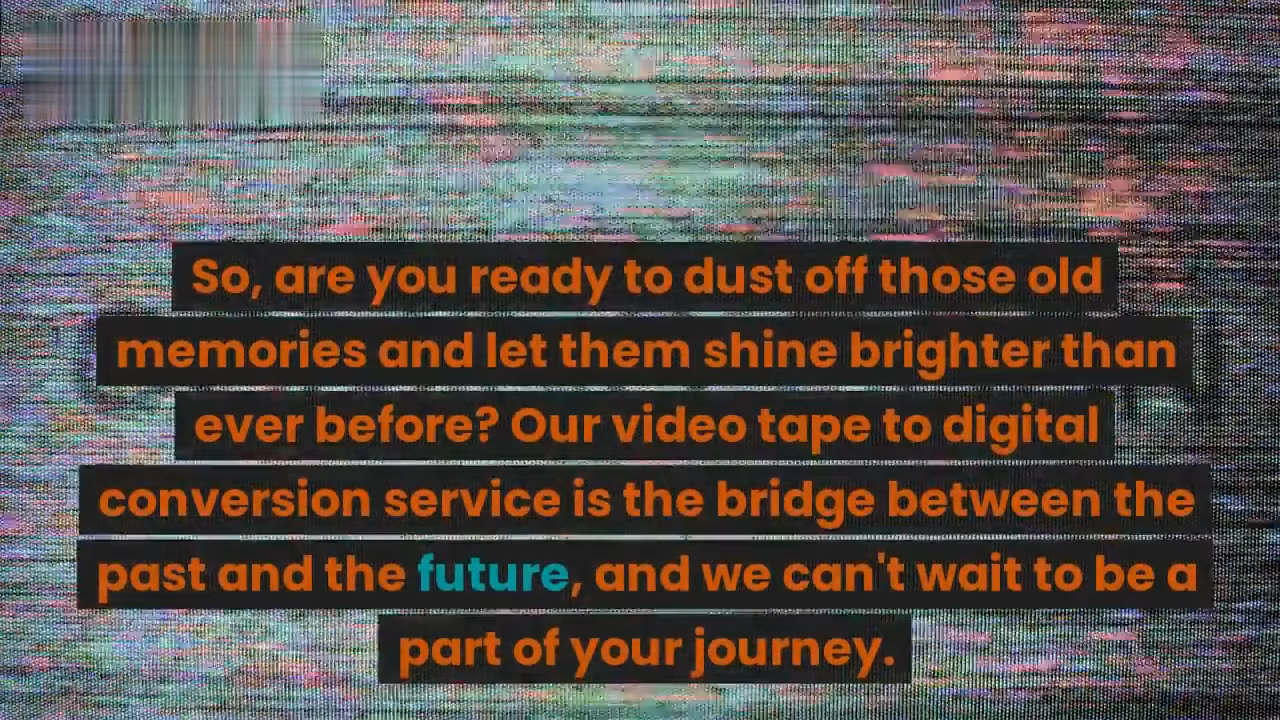 So, are you ready to dust off those old
memories and let them shine brighter than
ever before? Our video tape to digital
conversion service is the bridge between the
past and the future, and we can't wait to be a
part of your journey.